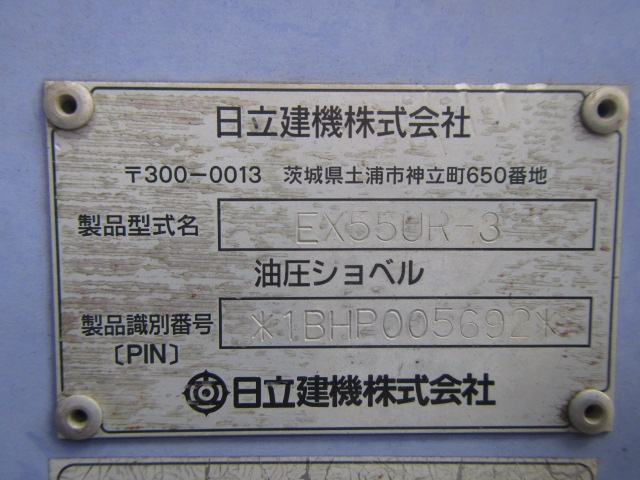 日立建機株式会社
〒300-0013 茨城県土浦市神立町650番地
製品型式名 EX55UR-3
油圧ショベル
製品識別番号 *1BHP005692*
〔PIN〕
日立建機株式会社